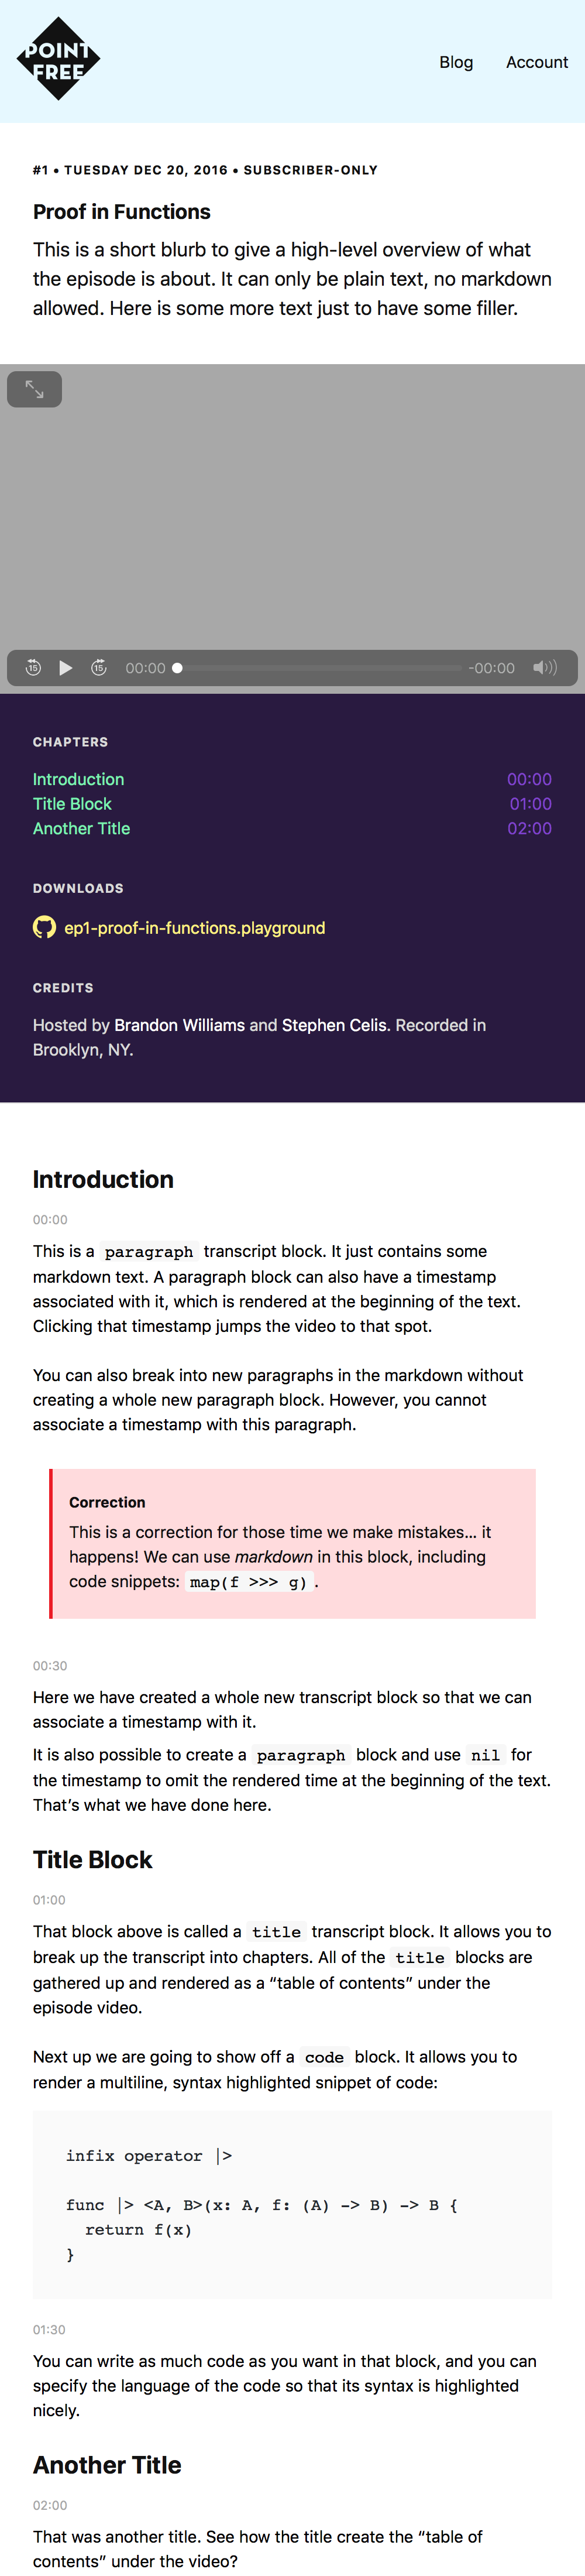 POINT
FREE
Blog
Account
#1 • TUESDAY DEC 20, 2016 • SUBSCRIBER-ONLY
Proof in Functions
This is a short blurb to give a high-level overview of what
the episode is about. It can only be plain text, no markdown
allowed. Here is some more text just to have some filler.
15
15
00:00
-00:00
CHAPTERS
Introduction 00:00
Title Block 01:00
Another Title 02:00
DOWNLOADS
ep1-proof-in-functions.playground
CREDITS
Hosted by Brandon Williams and Stephen Celis. Recorded in
Brooklyn, NY.
Introduction
00:00
This is a paragraph transcript block. It just contains some
markdown text. A paragraph block can also have a timestamp
associated with it, which is rendered at the beginning of the text.
Clicking that timestamp jumps the video to that spot.
You can also break into new paragraphs in the markdown without
creating a whole new paragraph block. However, you cannot
associate a timestamp with this paragraph.
Correction
This is a correction for those time we make mistakes… it
happens! We can use markdown in this block, including
code snippets: map(f >>> g).
00:30
Here we have created a whole new transcript block so that we can
associate a timestamp with it.
It is also possible to create a paragraph block and use nil for
the timestamp to omit the rendered time at the beginning of the text.
That’s what we have done here.
Title Block
01:00
That block above is called a title transcript block. It allows you to
break up the transcript into chapters. All of the title blocks are
gathered up and rendered as a “table of contents” under the
episode video.
Next up we are going to show off a code block. It allows you to
render a multiline, syntax highlighted snippet of code:
infix operator |>
func |> <A, B>(x: A, f: (A) -> B) -> B {
  return f(x)
}
01:30
You can write as much code as you want in that block, and you can
specify the language of the code so that its syntax is highlighted
nicely.
Another Title
02:00
That was another title. See how the title create the “table of
contents” under the video?